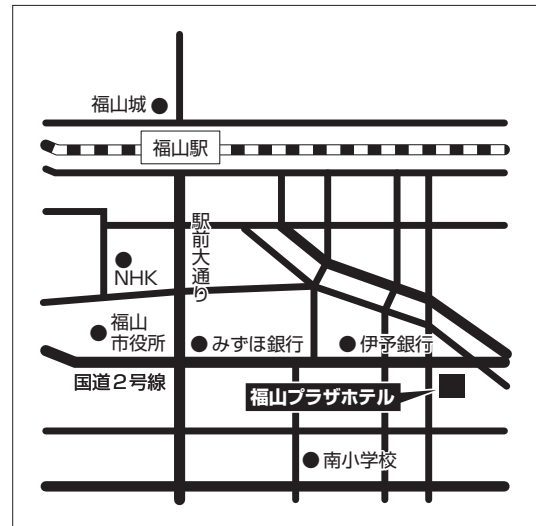 福山城
福山駅
駅前大通り
NHK
福山
市役所
みずほ銀行
伊予銀行
国道2号線
福山プラザホテル
南小学校